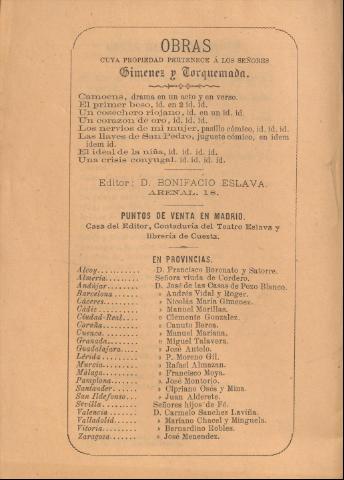 OBRAS
CUYA PROPIEDAD PERTENECE Á LOS SEÑORES
Gimenez y Torquemada.
Camoens, drama en un acto y en verso.
El primer beso, id. en 2 id. id.
Un cosechero riojano, id. en un id. id.
Un corazon de oro, id. id. id.
Los nervios de mi mujer, pasillo cómico, id. id. id.
Las llaves de San Pedro, juguete cómico, en idem
idem id.
El ideal de la niña, id. id. id. id.
Una crisis conyugal, id. id. id. id.
Editor: D. BONIFACIO ESLAVA.
ARENAL 18.
PUNTOS DE VENTA EN MADRID.
Casa del Editor, Contaduría del Teatro Eslava y
librería de Cuesta.
EN PROVINCIAS.
Alcoy.......... D. Francisco Boronato y Satorre.
Almería......... Señora viuda de Cordero.
Andújar......... D. José de las Casas de Pozo Blanco.
Barcelona....... » Andrés Vidal y Roger.
Cáceres......... » Nicolás María Gimenez.
Cádiz........... » Manuel Morillas.
Ciudad-Real..... » Clemente Gonzalez.
Coruña.......... » Canuto Berea.
Cuenca.......... » Manuel Mariana.
Granada......... » Miguel Talavera.
Guadalajara..... » José Antelo.
Lérida.......... » P. Moreno Gil.
Murcia.......... » Rafael Almazan.
Málaga.......... » Francisco Moya.
Pamplona........ » José Montorio.
Santander....... » Cipriano Osés y Mina.
San Ildefonso... » Juan Alderete.
Sevilla......... Señores hijos de Fé.
Valencia........ D. Carmelo Sanchez Laviña.
Valladolid...... » Mariano Chacel y Minguela.
Vitoria......... » Bernardino Robles.
Zaragoza........ » José Menendez.